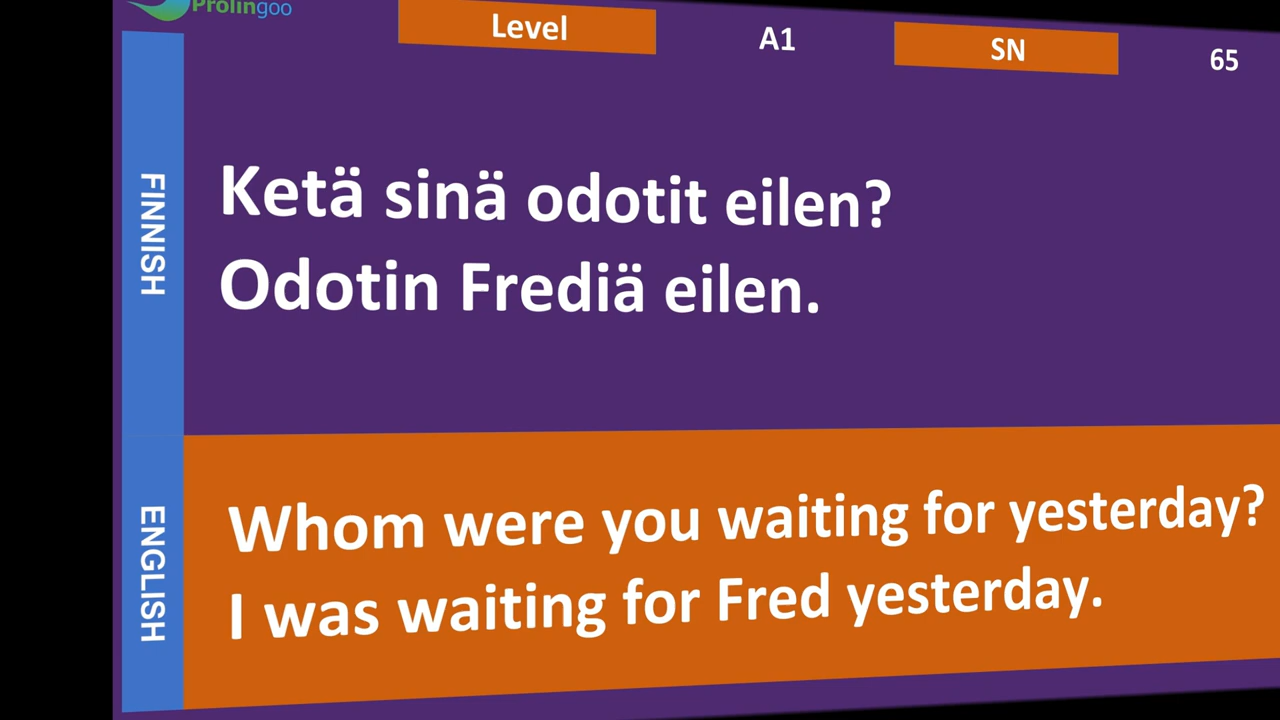 Prolingoo
Level A1 SN 65
FINNISH
Ketä sinä odotit eilen?
Odotin Frediä eilen.
ENGLISH
Whom were you waiting for yesterday?
I was waiting for Fred yesterday.